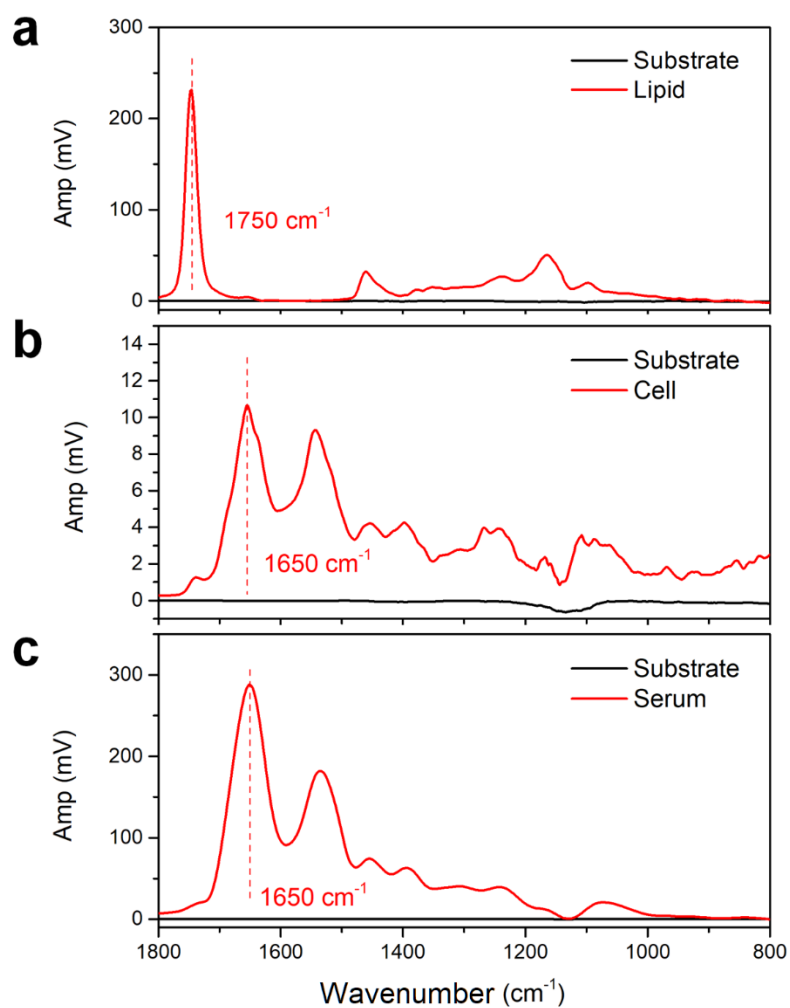 a
300
200
100
0
Amp (mV)
Substrate
Lipid
1750 cm⁻¹
b
14
12
10
8
6
4
2
0
Amp (mV)
Substrate
Cell
1650 cm⁻¹
c
300
200
100
0
Amp (mV)
Substrate
Serum
1650 cm⁻¹
1800 1600 1400 1200 1000 800
Wavenumber (cm⁻¹)